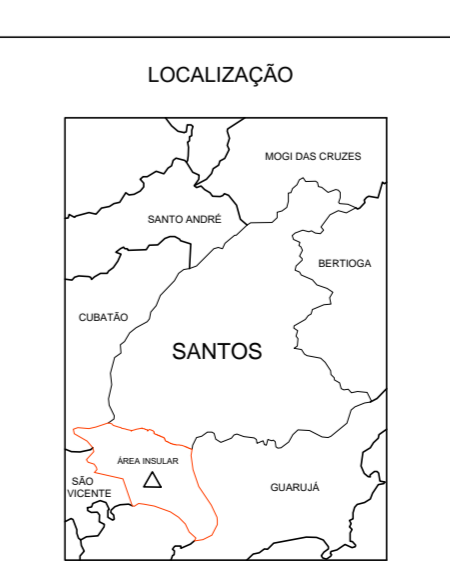 LOCALIZAÇÃO
MOGI DAS CRUZES
SANTO ANDRÉ
BERTIOGA
CUBATÃO
SANTOS
ÁREA INSULAR
SÃO
VICENTE
GUARUJÁ